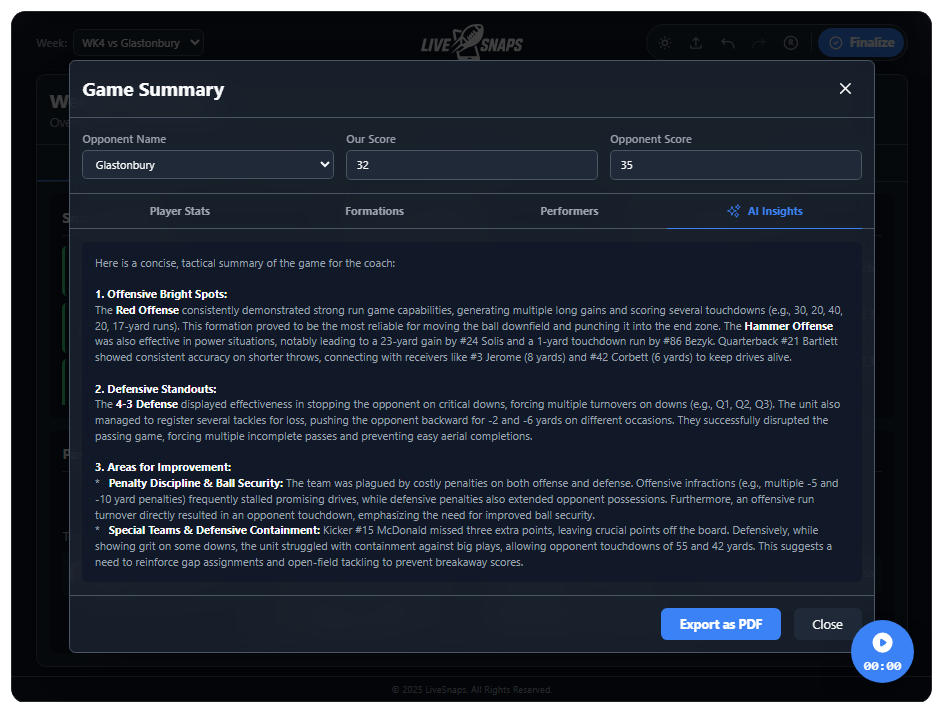 Week:
WK4 vs Glastonbury
LIVE SNAPS
Finalize
Game Summary
Opponent Name
Our Score
Opponent Score
Glastonbury
32
35
Player Stats
Formations
Performers
AI Insights
Here is a concise, tactical summary of the game for the coach:
1. Offensive Bright Spots:
The Red Offense consistently demonstrated strong run game capabilities, generating multiple long gains and scoring several touchdowns (e.g., 30, 20, 40,
20, 17-yard runs). This formation proved to be the most reliable for moving the ball downfield and punching it into the end zone. The Hammer Offense
was also effective in power situations, notably leading to a 23-yard gain by #24 Solis and a 1-yard touchdown run by #86 Bezyk. Quarterback #21 Bartlett
showed consistent accuracy on shorter throws, connecting with receivers like #3 Jerome (8 yards) and #42 Corbett (6 yards) to keep drives alive.
2. Defensive Standouts:
The 4-3 Defense displayed effectiveness in stopping the opponent on critical downs, forcing multiple turnovers on downs (e.g., Q1, Q2, Q3). The unit also
managed to register several tackles for loss, pushing the opponent backward for -2 and -6 yards on different occasions. They successfully disrupted the
passing game, forcing multiple incomplete passes and preventing easy aerial completions.
3. Areas for Improvement:
* Penalty Discipline & Ball Security: The team was plagued by costly penalties on both offense and defense. Offensive infractions (e.g., multiple -5 and
-10 yard penalties) frequently stalled promising drives, while defensive penalties also extended opponent possessions. Furthermore, an offensive run
turnover directly resulted in an opponent touchdown, emphasizing the need for improved ball security.
* Special Teams & Defensive Containment: Kicker #15 McDonald missed three extra points, leaving crucial points off the board. Defensively, while
showing grit on some downs, the unit struggled with containment against big plays, allowing opponent touchdowns of 55 and 42 yards. This suggests a
need to reinforce gap assignments and open-field tackling to prevent breakaway scores.
Export as PDF
Close
00:00
© 2025 LiveSnaps. All Rights Reserved.